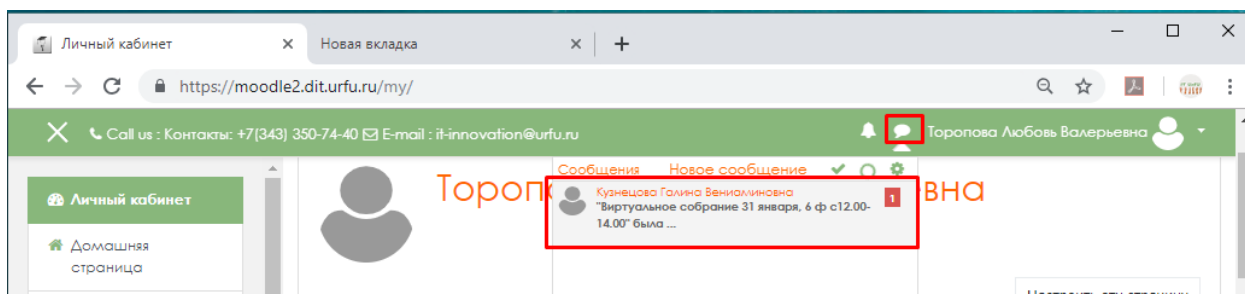 Личный кабинет
Новая вкладка
https://moodle2.dit.urfu.ru/my/
Call us : Контакты: +7(343) 350-74-40 E-mail : it-innovation@urfu.ru
Торопова Любовь Валерьевна
Сообщения Новое сообщение
Кузнецова Галина Вениаминовна
"Виртуальное собрание 31 января, 6 ф с12.00-
14.00" была ...
1
Тороп
вна
Личный кабинет
Домашняя
страница